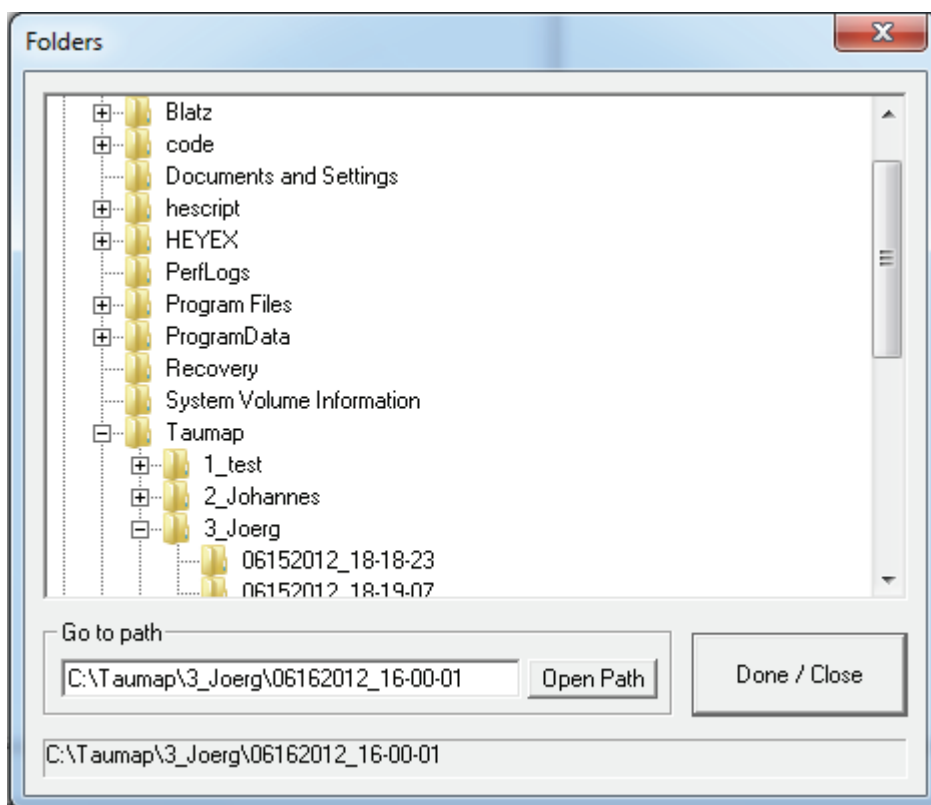 Folders
Blatz
code
Documents and Settings
hescript
HEYEX
PerfLogs
Program Files
ProgramData
Recovery
System Volume Information
Taumap
1_test
2_Johannes
3_Joerg
06152012_18-18-23
06152012_18-19-07
Go to path
C:\Taumap\3_Joerg\06162012_16-00-01 Open Path Done / Close
C:\Taumap\3_Joerg\06162012_16-00-01